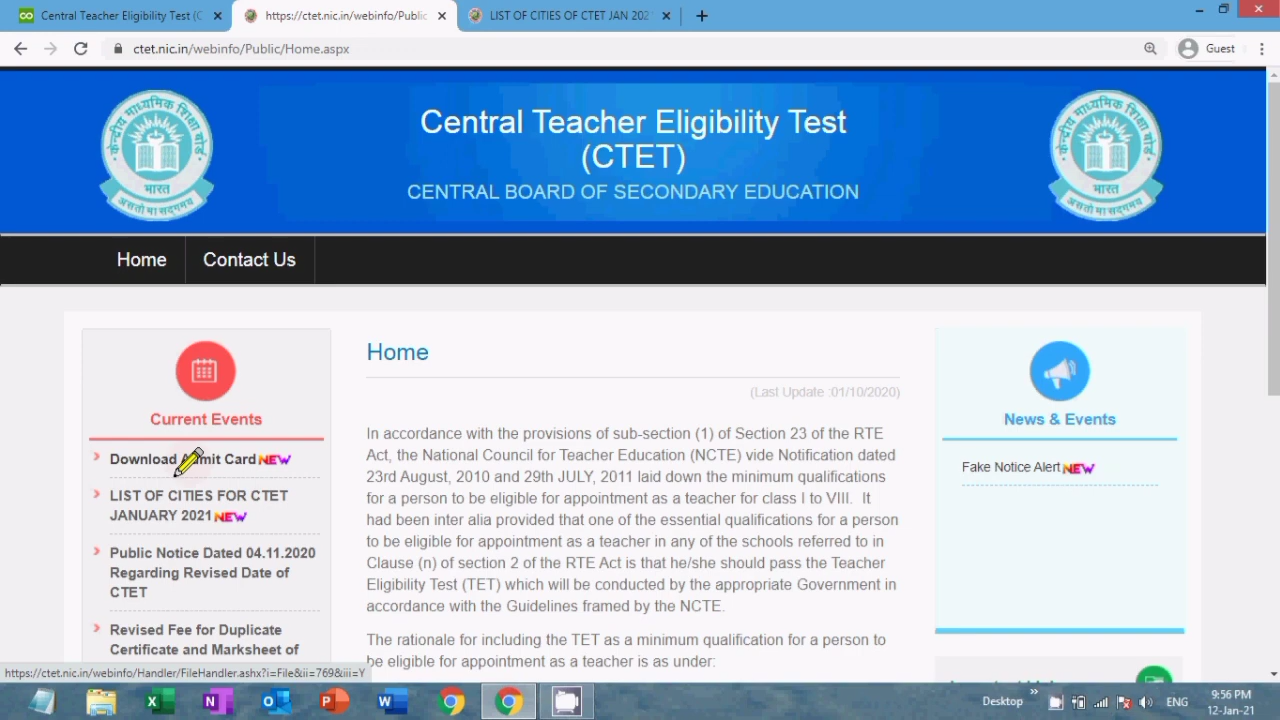 Central Teacher Eligibility Test (C
https://ctet.nic.in/webinfo/Public
LIST OF CITIES OF CTET JAN 202
ctet.nic.in/webinfo/Public/Home.aspx
Guest
केन्द्रीय माध्यमिक शिक्षा बोर्ड
भारत
असतो मा सद्गमय
Central Teacher Eligibility Test
(CTET)
CENTRAL BOARD OF SECONDARY EDUCATION
केन्द्रीय माध्यमिक शिक्षा बोर्ड
भारत
असतो मा सद्गमय
Home
Contact Us
Current Events
Download Admit Card NEW
LIST OF CITIES FOR CTET
JANUARY 2021 NEW
Public Notice Dated 04.11.2020
Regarding Revised Date of
CTET
Revised Fee for Duplicate
Certificate and Marksheet of
Home
(Last Update :01/10/2020)
In accordance with the provisions of sub-section (1) of Section 23 of the RTE
Act, the National Council for Teacher Education (NCTE) vide Notification dated
23rd August, 2010 and 29th JULY, 2011 laid down the minimum qualifications
for a person to be eligible for appointment as a teacher for class I to VIII. It
had been inter alia provided that one of the essential qualifications for a person
to be eligible for appointment as a teacher in any of the schools referred to in
Clause (n) of section 2 of the RTE Act is that he/she should pass the Teacher
Eligibility Test (TET) which will be conducted by the appropriate Government in
accordance with the Guidelines framed by the NCTE.
The rationale for including the TET as a minimum qualification for a person to
be eligible for appointment as a teacher is as under:
News & Events
Fake Notice Alert NEW
https://ctet.nic.in/webinfo/Handler/FileHandler.ashx?i=File&ii=769&iii=Y
Desktop
ENG
9:56 PM
12-Jan-21